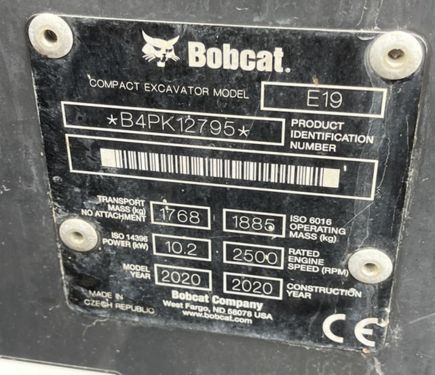 Bobcat.
COMPACT EXCAVATOR MODEL E19
*B4PK12795* PRODUCT IDENTIFICATION NUMBER
TRANSPORT MASS (kg) NO ATTACHMENT 1768 1885 ISO 6016 OPERATING MASS (kg)
ISO 14396 POWER (kW) 10.2 2500 RATED ENGINE SPEED (RPM)
MODEL YEAR 2020 2020 CONSTRUCTION YEAR
MADE IN CZECH REPUBLIC
Bobcat Company
West Fargo, ND 58078 USA
www.bobcat.com
CE